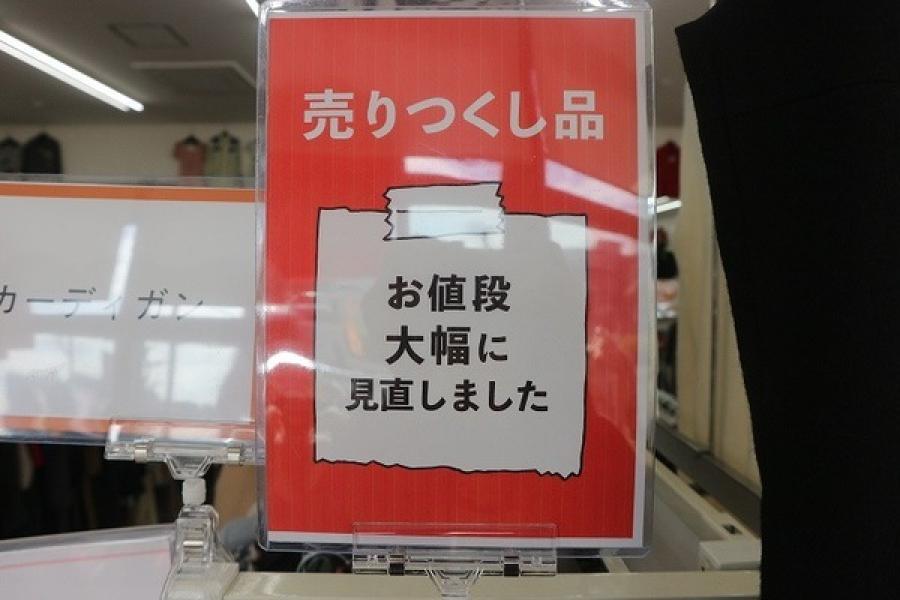 売りつくし品
お値段
大幅に
見直しました
カーディガン